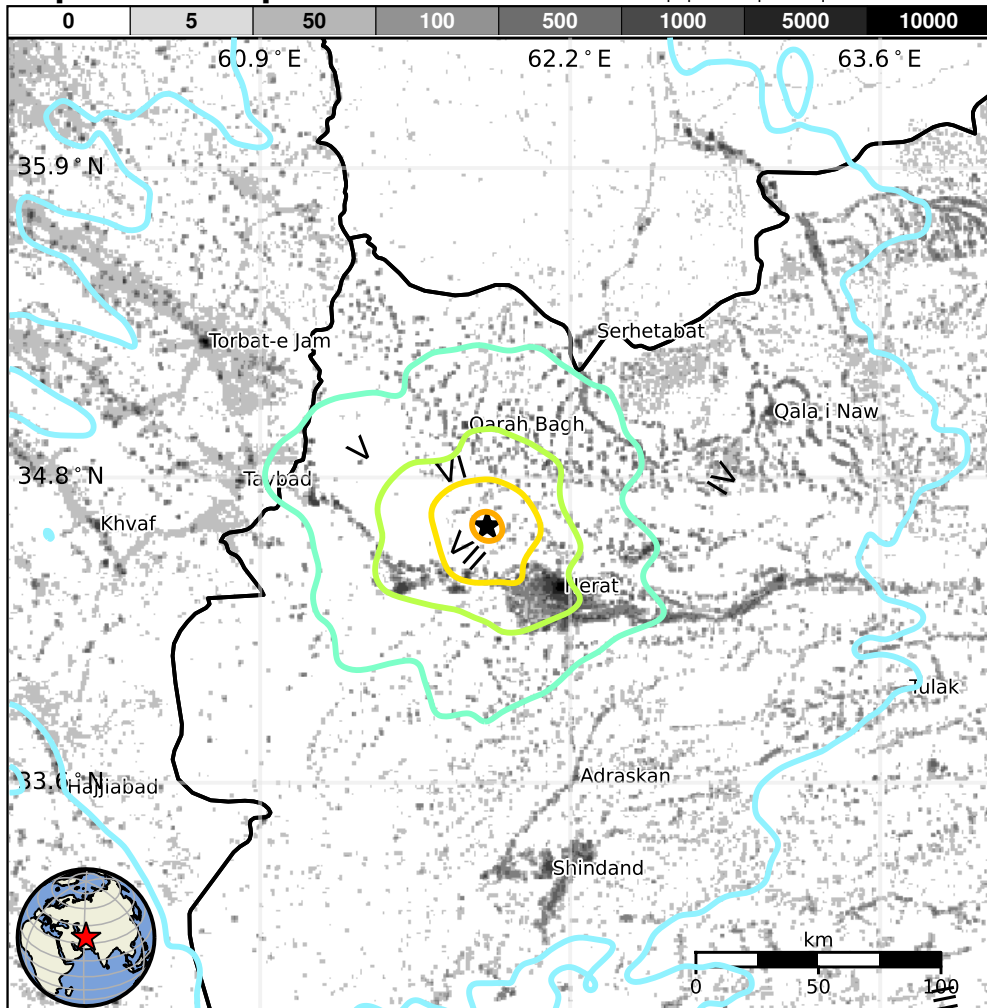 0 5 50 100 500 1000 5000 10000
60.9°E 62.2°E 63.6°E
35.9°N
Serhetabat
Torbat-e Jam
Qala i Naw
Qarah Bagh
V
VI
IV
34.8°N
Taybad
Khvaf
VIII
Herat
Tulak
33.6°N
Hajjiabad
Adraskan
Shindand
km
0 50 100